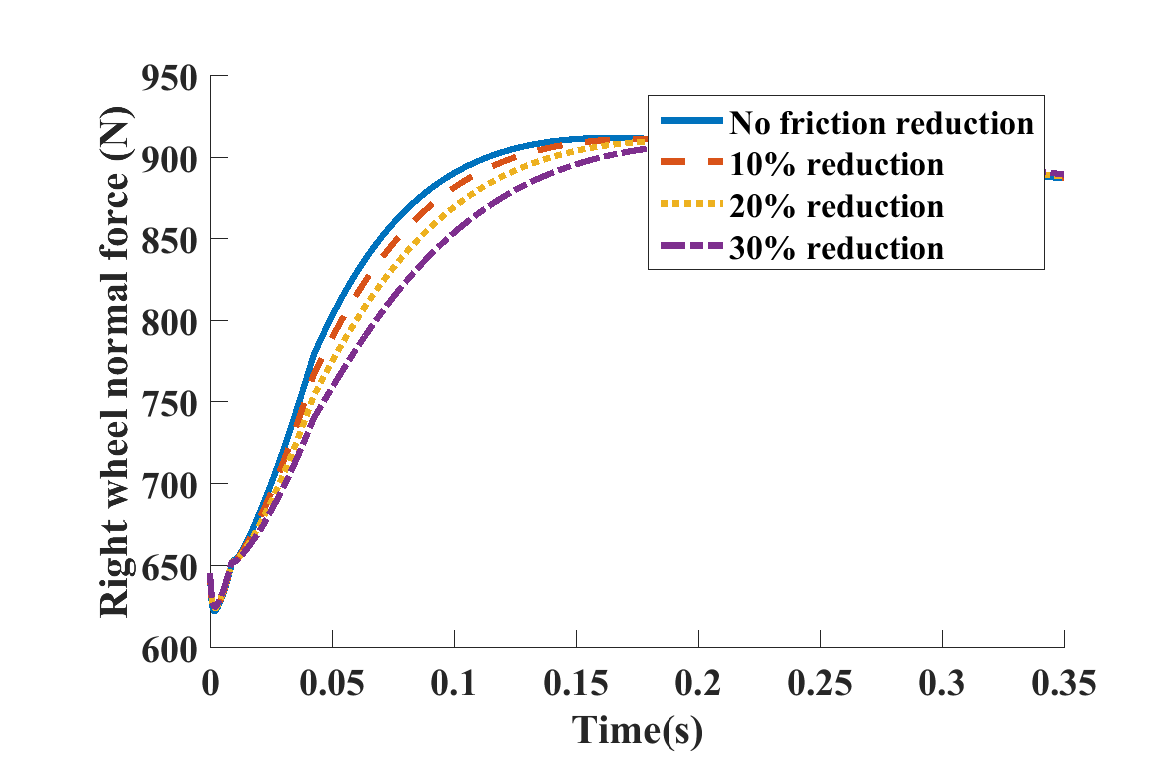 950
900
850
800
750
700
650
600
Right wheel normal force (N)
No friction reduction
10% reduction
20% reduction
30% reduction
0 0.05 0.1 0.15 0.2 0.25 0.3 0.35
Time(s)